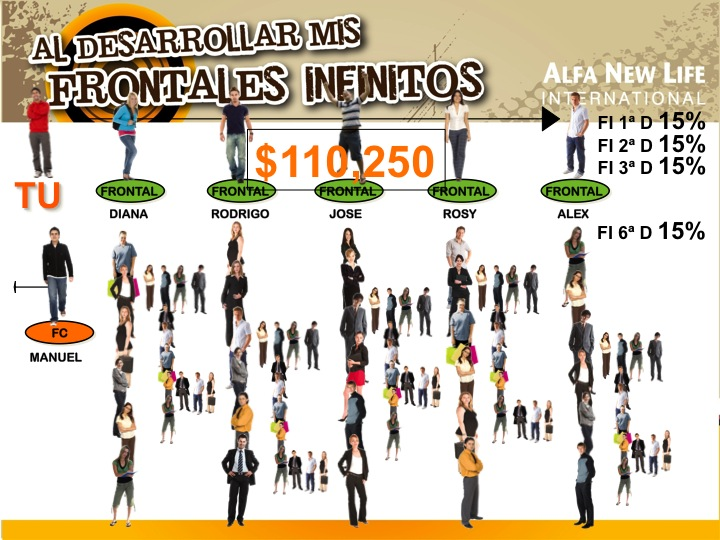 AL DESARROLLAR MIS
FRONTALES INFINITOS
ALFA NEW LIFE
INTERNATIONAL
FI 1ª D 15%
FI 2ª D 15%
FI 3ª D 15%
$110,250
TU
FRONTAL
FRONTAL
FRONTAL
FRONTAL
FRONTAL
DIANA
RODRIGO
JOSE
ROSY
ALEX
FI 6ª D 15%
FC
MANUEL